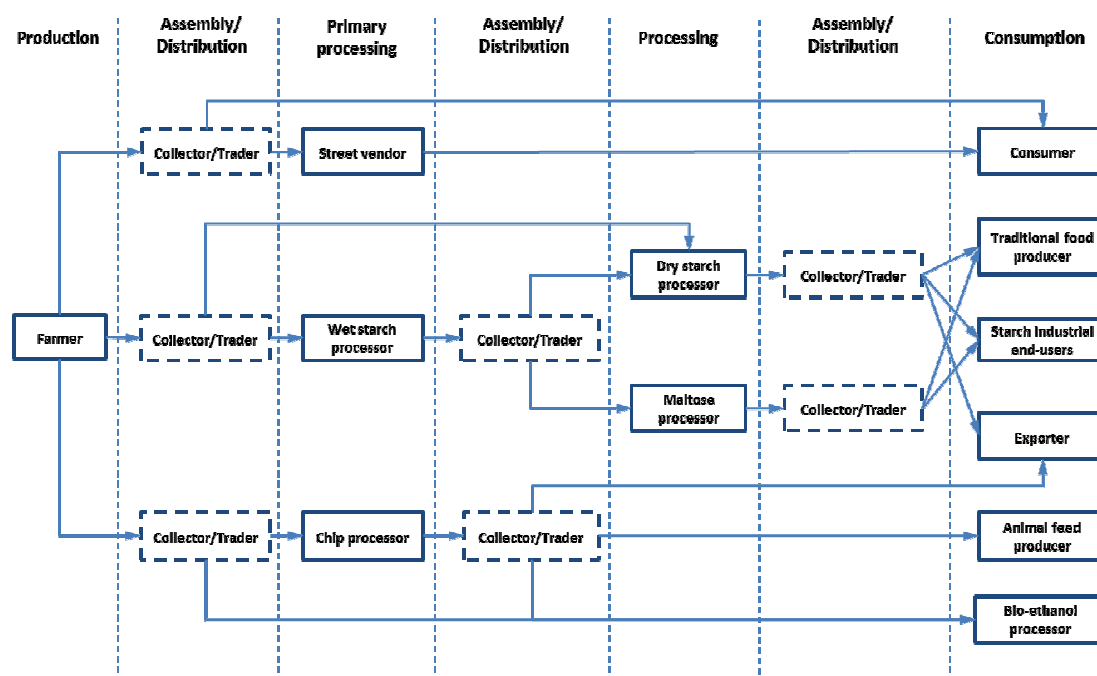 Production
Assembly/
Distribution
Primary
processing
Assembly/
Distribution
Processing
Assembly/
Distribution
Consumption
Collector/Trader
Street vendor
Consumer
Traditional food
producer
Dry starch
processor
Collector/Trader
Farmer
Collector/Trader
Wet starch
processor
Collector/Trader
Starch Industrial
end-users
Maltose
processor
Collector/Trader
Exporter
Collector/Trader
Chip processor
Collector/Trader
Animal feed
producer
Bio-ethanol
processor